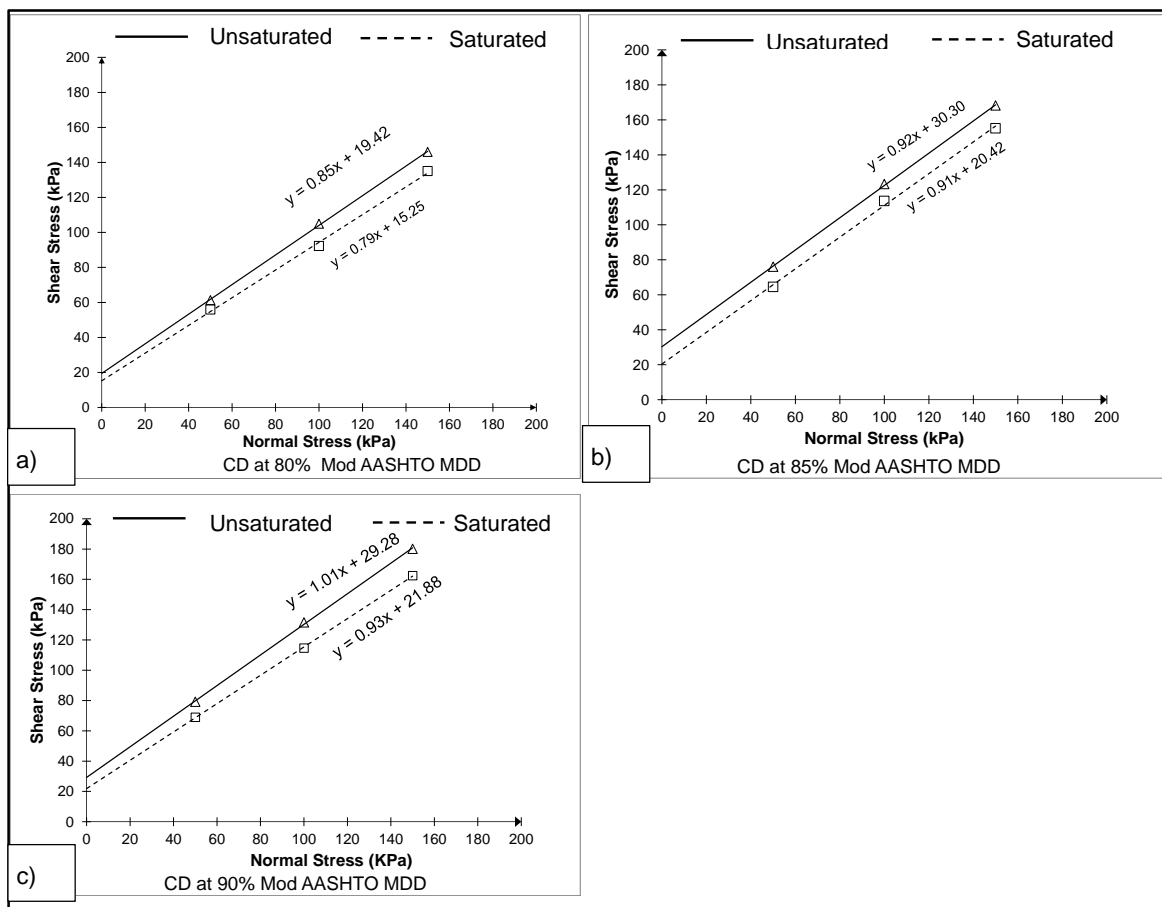 Unsaturated Saturated
200
180
160
140
120
100
80
60
40
20
0
Shear Stress (kPa)
y = 0.85x + 19.42
y = 0.79x + 15.25
0 20 40 60 80 100 120 140 160 180 200
Normal Stress (kPa)
a)
CD at 80% Mod AASHTO MDD
Unsaturated Saturated
200
180
160
140
120
100
80
60
40
20
0
Shear Stress (kPa)
y = 0.92x + 30.30
y = 0.91x + 20.42
0 20 40 60 80 100 120 140 160 180 200
Normal Stress (kPa)
b)
CD at 85% Mod AASHTO MDD
Unsaturated Saturated
200
180
160
140
120
100
80
60
40
20
0
Shear Stress (kPa)
y = 1.01x + 29.28
y = 0.93x + 21.88
0 20 40 60 80 100 120 140 160 180 200
Normal Stress (KPa)
c)
CD at 90% Mod AASHTO MDD